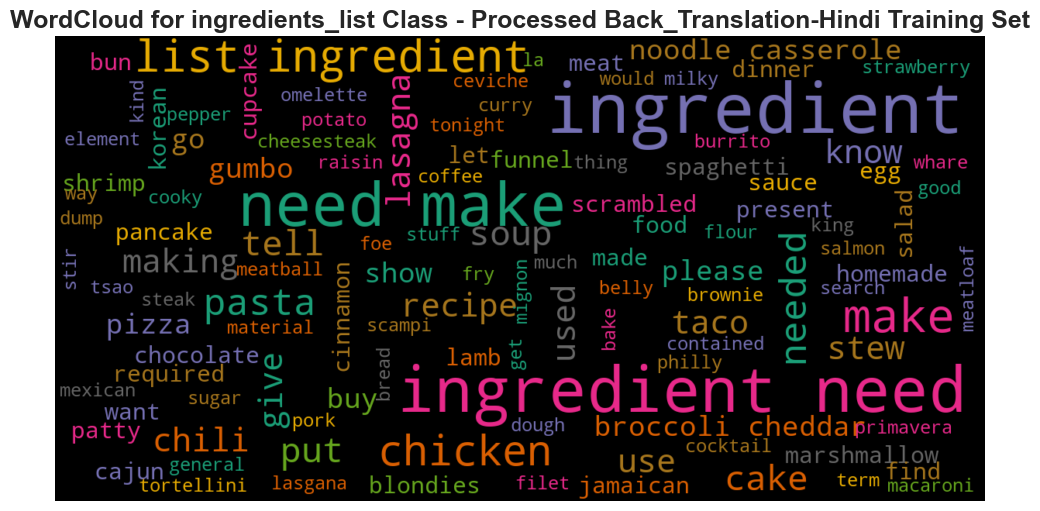 WordCloud for ingredients_list Class - Processed Back_Translation-Hindi Training Set
bun list ingredient la noodle casserole
meat dinner strawberry
kind cupcake omelette ceviche would milky
korean pepper lasagna curry ingredient
potato tonight
element go cheesesteak burrito know
gumbo raisin let funnel thing spaghetti whare
shrimp coffee egg
way cooky need make scrambled sauce good
dump present salad
pancake tell foe stuff soup food flour king
stir making meatball show fry much made please salmon homemade meatloaf
tsao cinnamon mignon belly search
steak pasta recipe used brownie needed
pizza material scampi bake taco make
contained
chocolate bread lamb get philly stew
required
mexican sugar give buy ingredient need
want pork
patty chili put chicken dough broccoli cheddar primavera
cajun general use cocktail marshmallow
find
tortellini lasgana blondies filet jamaican cake term macaroni